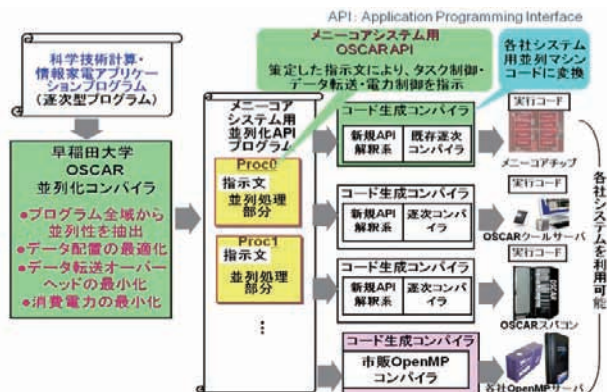 API：Application Programming Interface
科学技術計算・
情報家電アプリケー
ションプログラム
(逐次型プログラム)
早稲田大学
OSCAR
並列化コンパイラ
●プログラム全域から
並列性を抽出
●データ配置の最適化
●データ転送オーバー
ヘッドの最小化
●消費電力の最小化
メニーコアシステム用
OSCAR API
策定した指示文により、タスク制御・
データ転送・電力制御を指示
各社システム
用並列マシン
コードに変換
メニーコア
システム用
並列化API
プログラム
Proc0
指示文
並列処理
部分
Proc1
指示文
並列処理
部分
⋮
コード生成コンパイラ
新規API
解釈系
既存逐次
コンパイラ
実行コード
メニーコアチップ
コード生成コンパイラ
新規API
解釈系
逐次コンパ
イラ
実行コード
OSCARクールサーバ
コード生成コンパイラ
新規API
解釈系
逐次コンパ
イラ
実行コード
OSCAR
OSCARスパコン
コード生成コンパイラ
市販OpenMP
コンパイラ
各社OpenMPサーバ
各社システムを利用可能